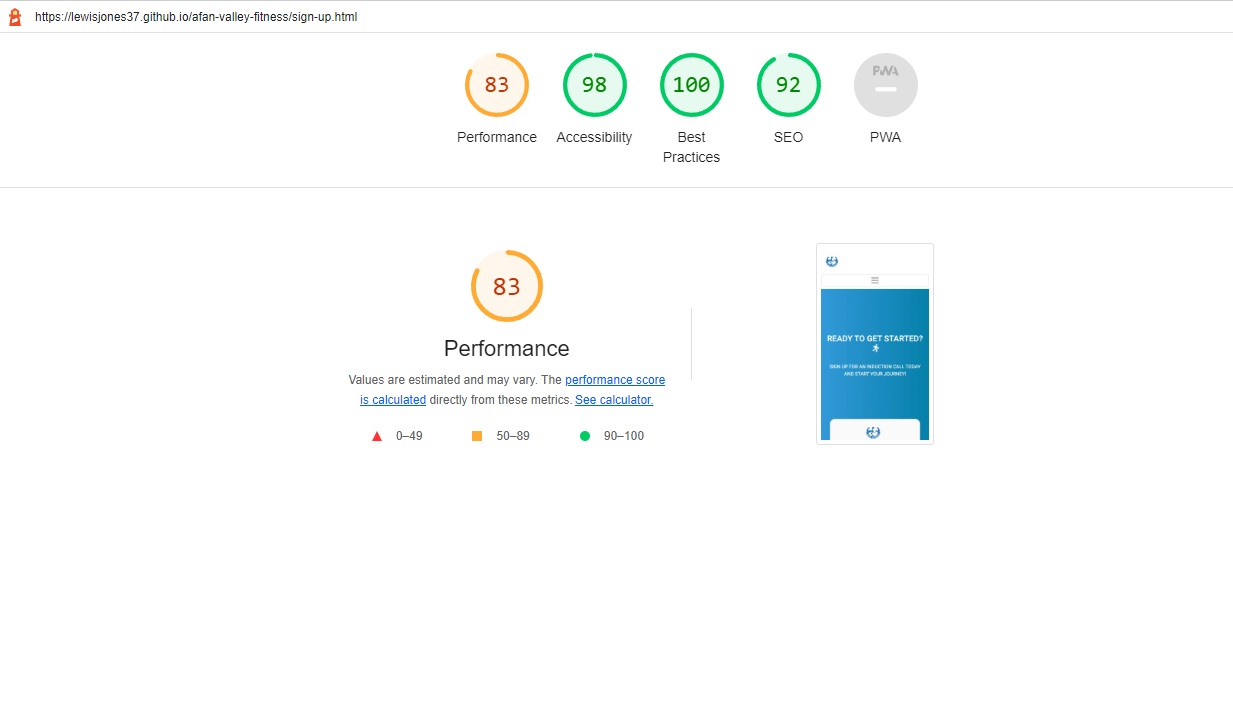 https://lewisjones37.github.io/afan-valley-fitness/sign-up.html
83
98
100
92
PWA
Performance
Accessibility
Best
Practices
SEO
PWA
83
Performance
Values are estimated and may vary. The performance score
is calculated directly from these metrics. See calculator.
0–49
50–89
90–100
READY TO GET STARTED?
SIGN UP FOR AN INDUCTION CALL TODAY
AND START YOUR JOURNEY!